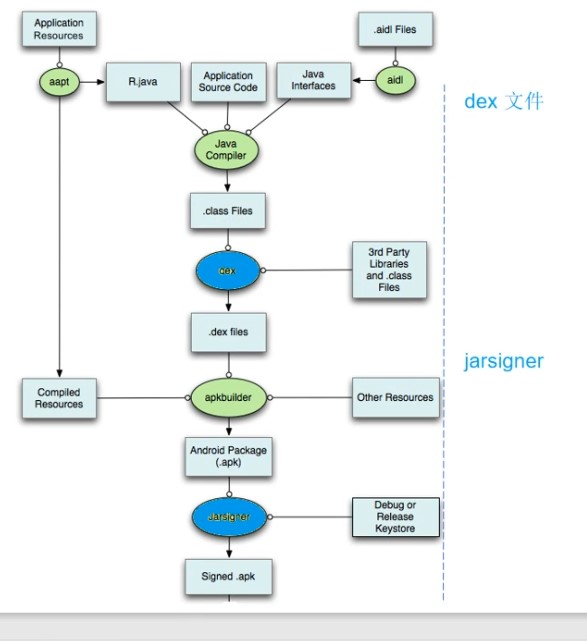 Application
Resources
.aidl Files
aapt
R.java
Application
Source Code
Java
Interfaces
aidl
dex 文件
Java
Compiler
.class Files
dex
3rd Party
Libraries
and .class
Files
.dex files
jarsigner
Compiled
Resources
apkbuilder
Other Resources
Android Package
(.apk)
Jarsigner
Debug or
Release
Keystore
Signed .apk